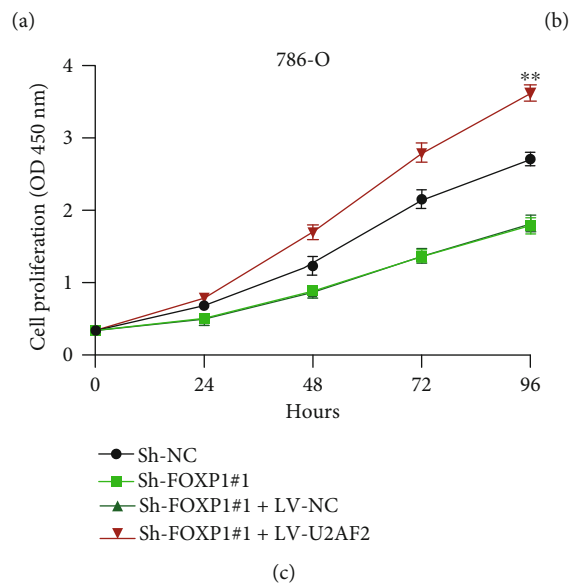 (a)
(b)
786-O
**
4
3
2
1
0
Cell proliferation (OD 450 nm)
0 24 48 72 96
Hours
Sh-NC
Sh-FOXP1#1
Sh-FOXP1#1 + LV-NC
Sh-FOXP1#1 + LV-U2AF2
(c)